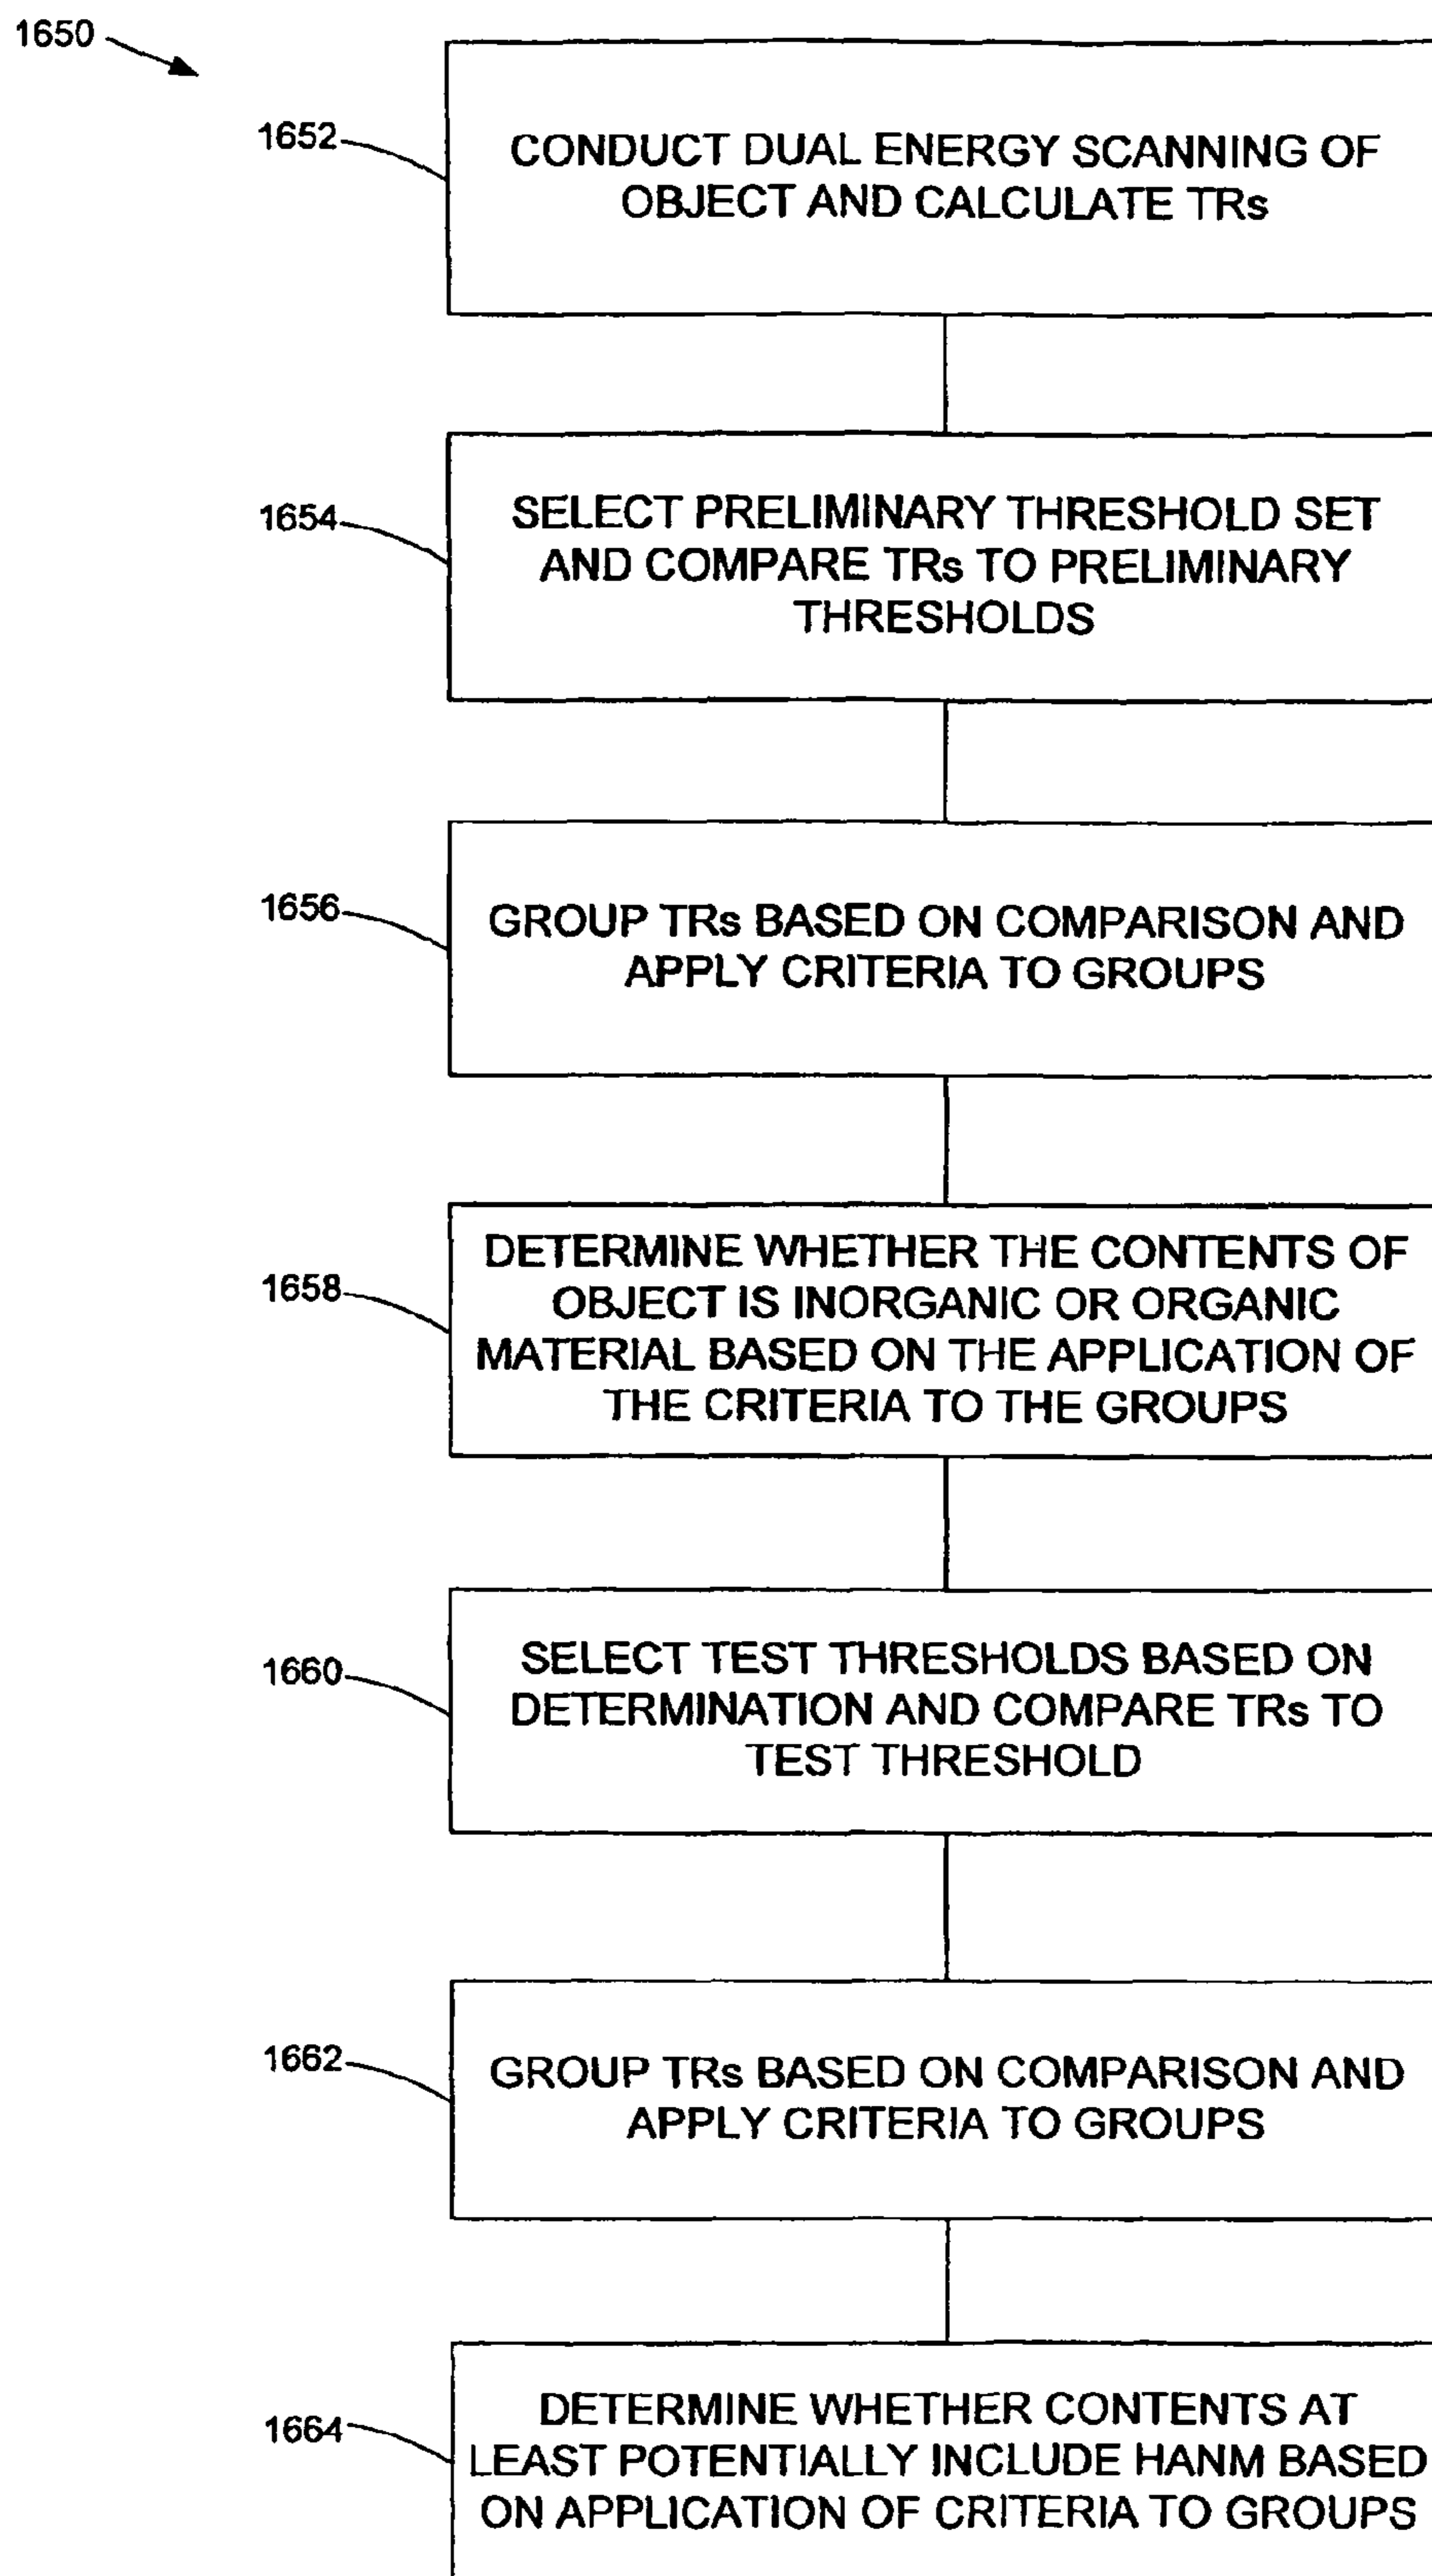 1650
1652
CONDUCT DUAL ENERGY SCANNING OF
OBJECT AND CALCULATE TRs
1654
SELECT PRELIMINARY THRESHOLD SET
AND COMPARE TRs TO PRELIMINARY
THRESHOLDS
1656
GROUP TRs BASED ON COMPARISON AND
APPLY CRITERIA TO GROUPS
1658
DETERMINE WHETHER THE CONTENTS OF
OBJECT IS INORGANIC OR ORGANIC
MATERIAL BASED ON THE APPLICATION OF
THE CRITERIA TO THE GROUPS
1660
SELECT TEST THRESHOLDS BASED ON
DETERMINATION AND COMPARE TRs TO
TEST THRESHOLD
1662
GROUP TRs BASED ON COMPARISON AND
APPLY CRITERIA TO GROUPS
1664
DETERMINE WHETHER CONTENTS AT
LEAST POTENTIALLY INCLUDE HANM BASED
ON APPLICATION OF CRITERIA TO GROUPS